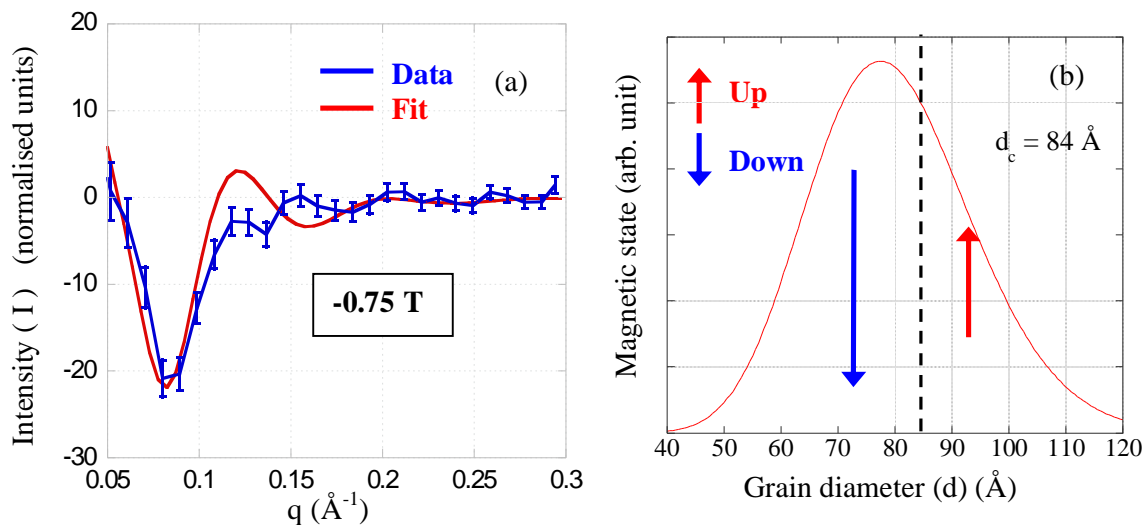 20
10
0
-10
-20
-30
0.05
0.1
0.15
0.2
0.25
0.3
Intensity ( I ) (normalised units)
q (Å-1)
Data
Fit
(a)
-0.75 T
Magnetic state (arb. unit)
Up
Down
(b)
dc = 84 Å
40
50
60
70
80
90
100
110
120
Grain diameter (d) (Å)